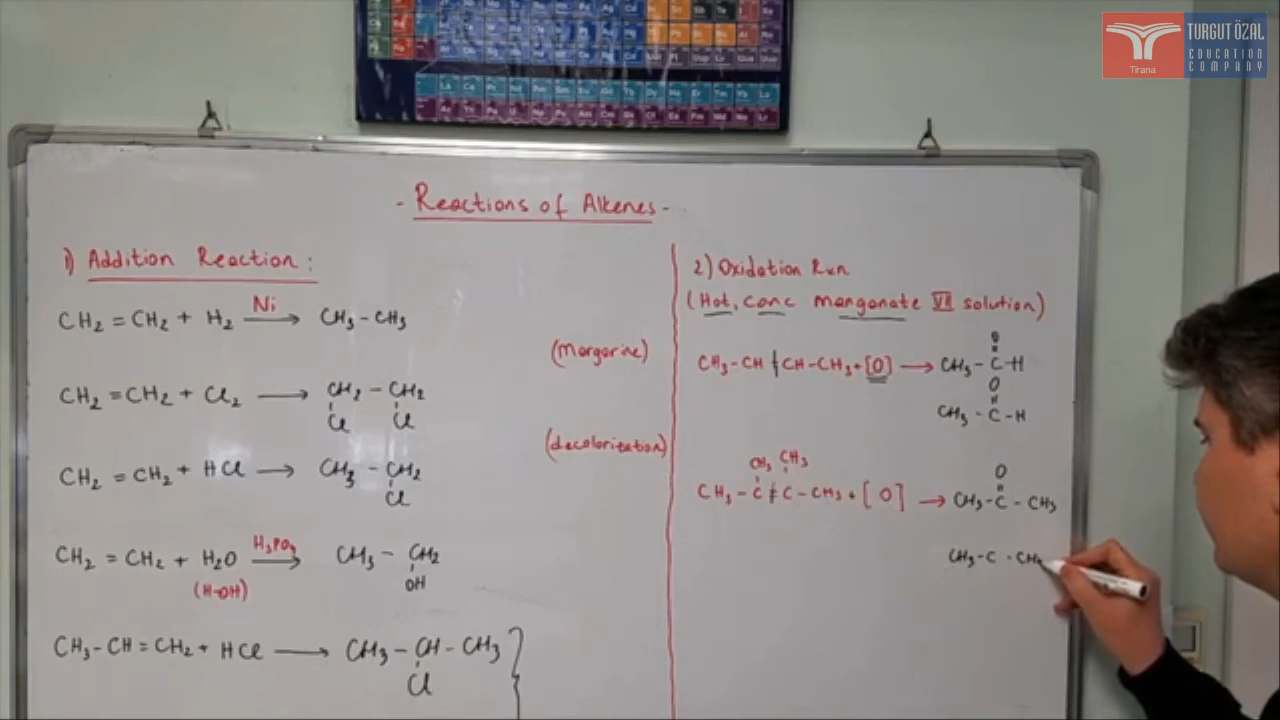 TURGUT ÖZAL
EDUCATION
COMPANY
Tirana
- Reactions of Alkenes -
1) Addition Reaction:
CH₂ = CH₂ + H₂ —Ni→ CH₃ - CH₃
(Margarine)
CH₂ = CH₂ + Cl₂ → CH₂ - CH₂
Cl Cl
(decolorization)
CH₂ = CH₂ + HCl → CH₃ - CH₂
Cl
CH₂ = CH₂ + H₂O —H₃PO₄→ CH₃ - CH₂
(H-OH) OH
CH₃ - CH = CH₂ + HCl → CH₃ - CH - CH₃
Cl
2) Oxidation Rxn
(Hot, conc manganate VII solution)
O
CH₃-CH ╪ CH-CH₃ + [O] → CH₃ - C - H
O
CH₃ - C - H
CH₃ CH₃ O
CH₃ - C ╪ C - CH₃ + [O] → CH₃ - C - CH₃
CH₃ - C - CH₃